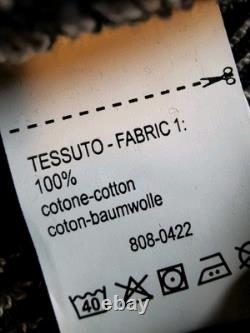 TESSUTO - FABRIC 1:
100%
cotone-cotton
coton-baumwolle
808-0422
40